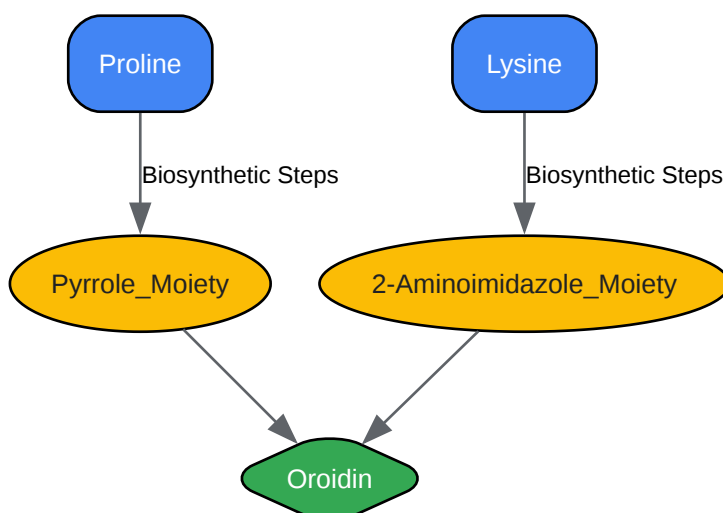 Proline
Lysine
Biosynthetic Steps
Biosynthetic Steps
Pyrrole_Moiety
2-Aminoimidazole_Moiety
Oroidin